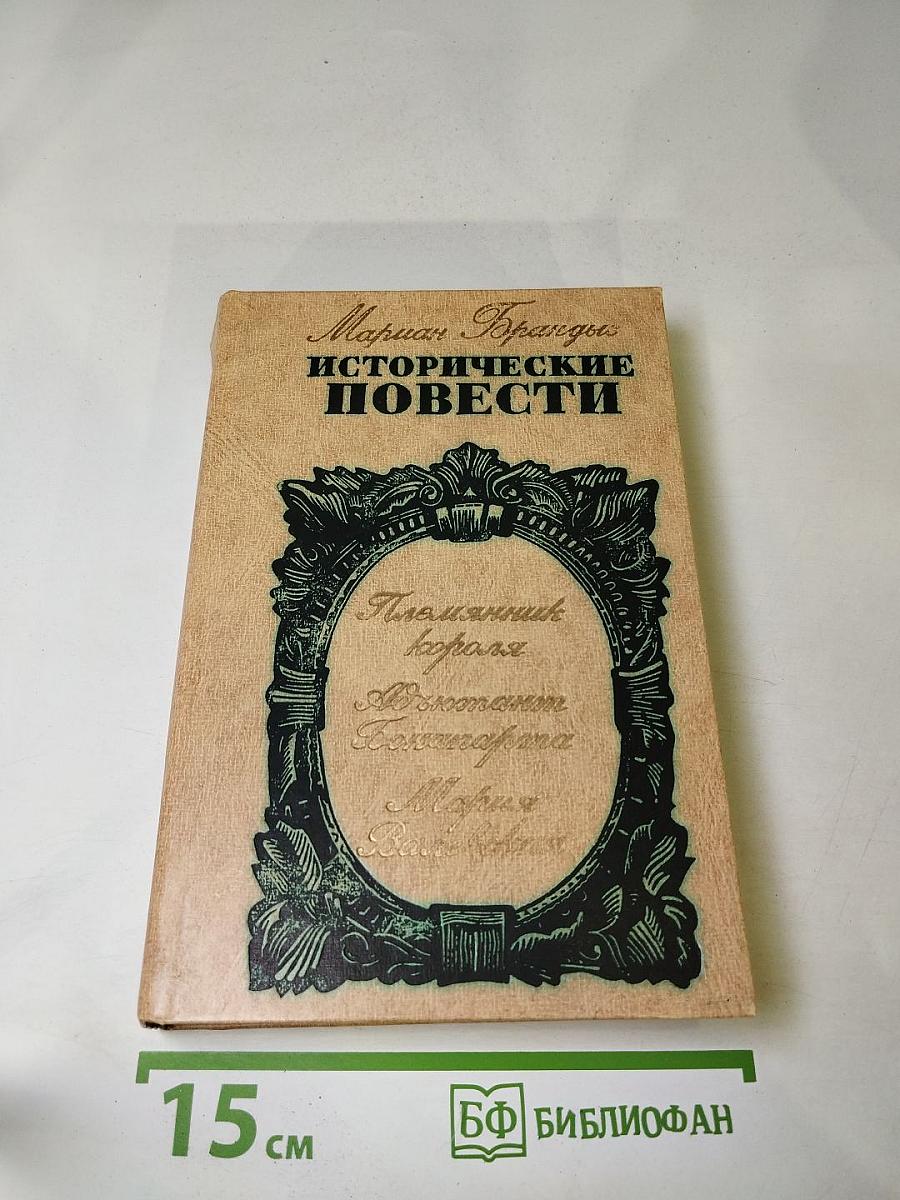 Мариан Брандыс
ИСТОРИЧЕСКИЕ
ПОВЕСТИ
Племянник
короля
Адъютант
Бонапарта
Мария
Валевская
15 см
БФ БИБЛИОФАН